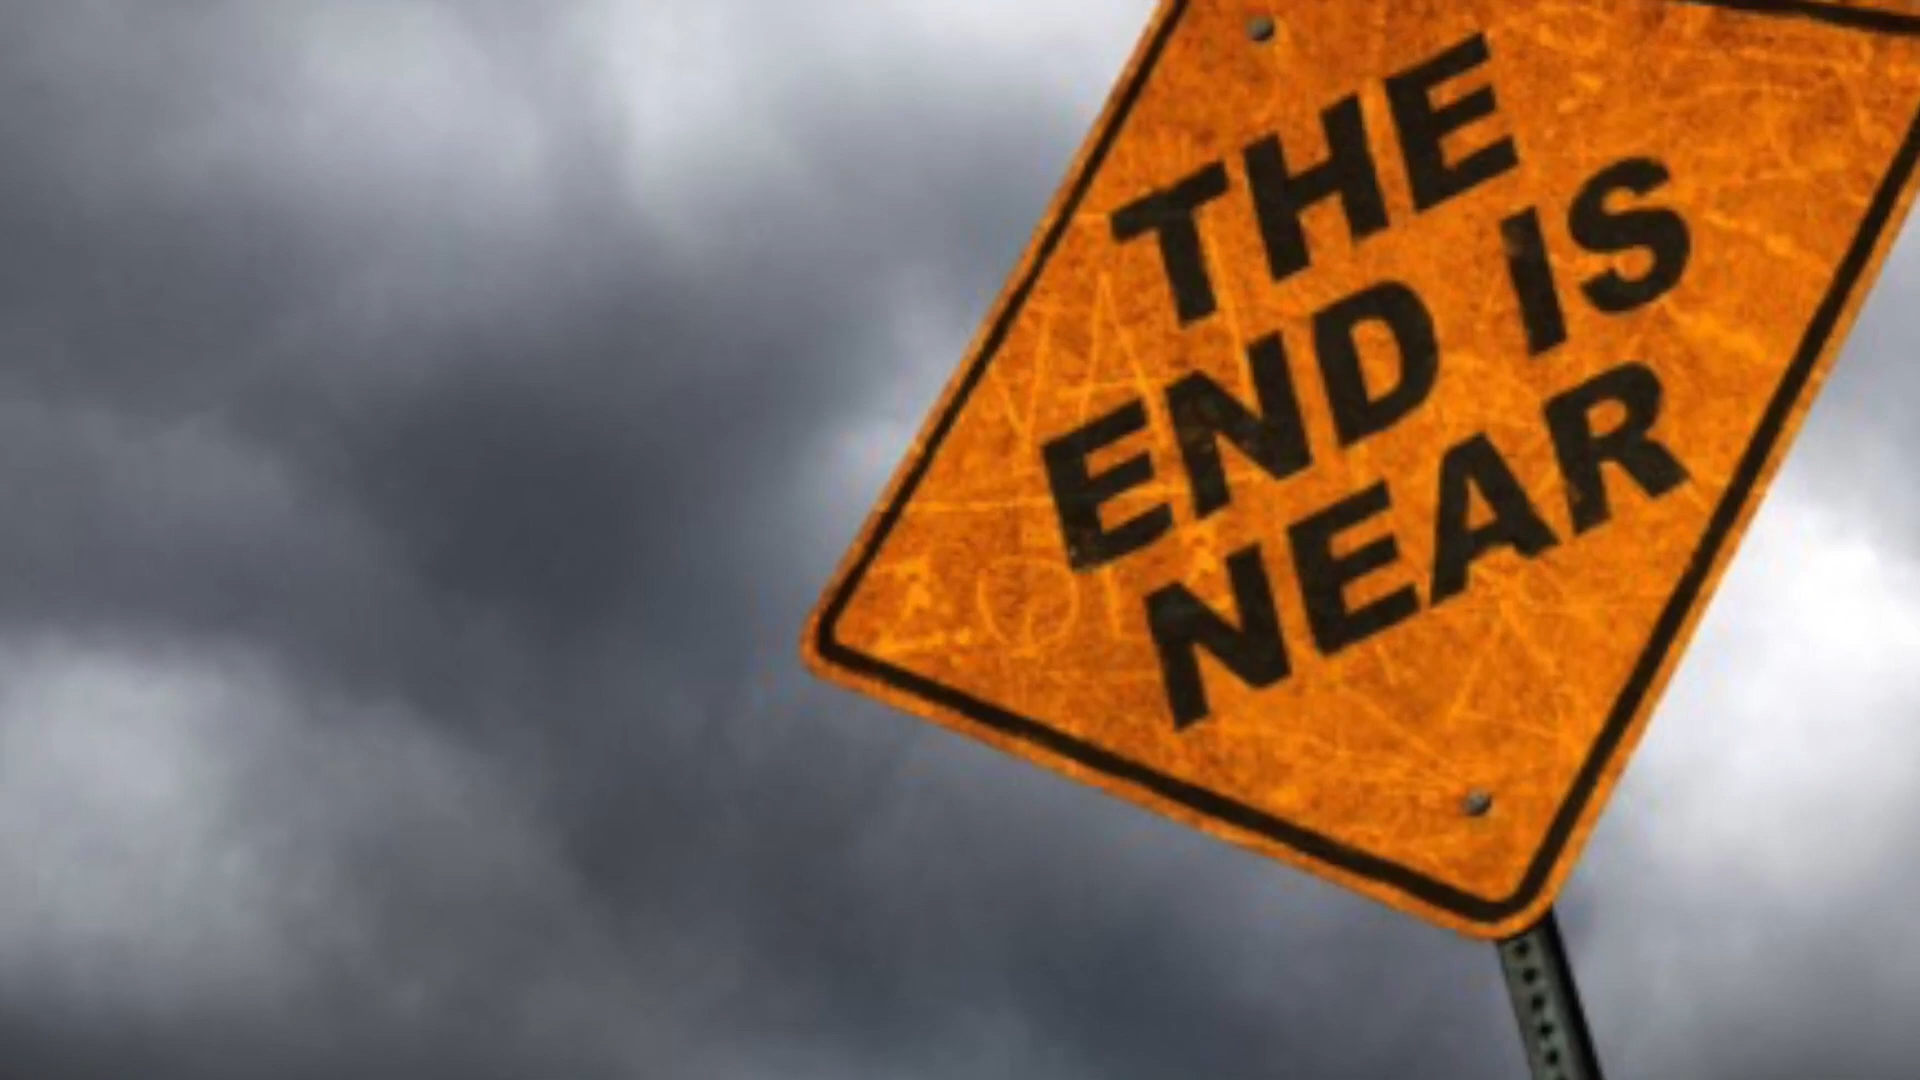 THE
END IS
NEAR